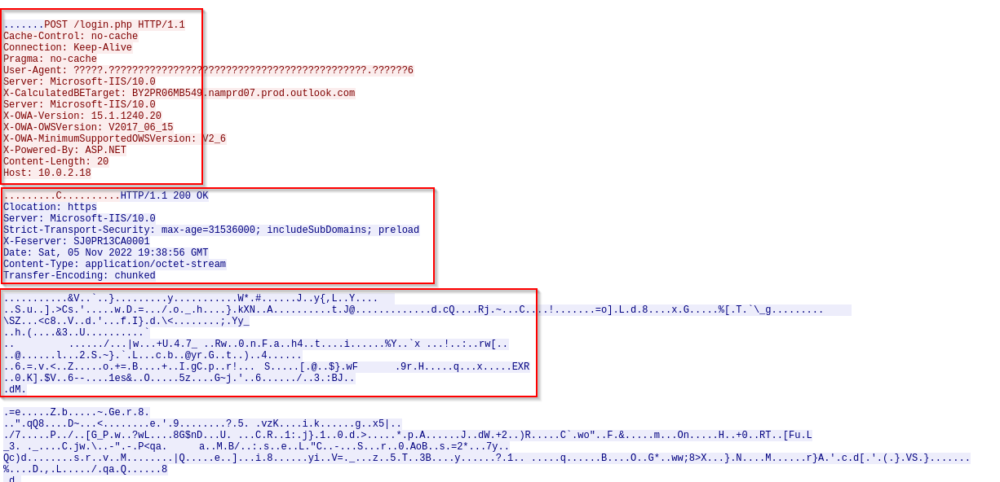 .......POST /login.php HTTP/1.1
Cache-Control: no-cache
Connection: Keep-Alive
Pragma: no-cache
User-Agent: ?????.????????????????????????????????????????????.??????6
Server: Microsoft-IIS/10.0
X-CalculatedBETarget: BY2PR06MB549.namprd07.prod.outlook.com
Server: Microsoft-IIS/10.0
X-OWA-Version: 15.1.1240.20
X-OWA-OWSVersion: V2017_06_15
X-OWA-MinimumSupportedOWSVersion: V2_6
X-Powered-By: ASP.NET
Content-Length: 20
Host: 10.0.2.18
.........C..........HTTP/1.1 200 OK
Clocation: https
Server: Microsoft-IIS/10.0
Strict-Transport-Security: max-age=31536000; includeSubDomains; preload
X-Feserver: SJ0PR13CA0001
Date: Sat, 05 Nov 2022 19:38:56 GMT
Content-Type: application/octet-stream
Transfer-Encoding: chunked
...........&V..`..}.........y...........W*.#......J..y{,L..Y....
..S.u..].>Cs.'.....w.D.=.../.o._.h....}.kXN..A..........t.J@.............d.cQ....Rj.~...C....!.......=o].L.d.8....x.G.....%[.T.`\_g.........
\SZ...<c8..V..d.'...f.I}.d.\<........;.Yy_
..h.(....&3..U..........`
.. ....../...|w...+U.4.7_ ..Rw..0.n.F.a..h4..t....i......%Y..`x ...!..:..rw[..
..@......l...2.S.~}.`.L...c.b..@yr.G..t..)..4......
..6.=.v.<..Z.....o.+=.B....+..I.gC.p..r!... S.....[.@..$}.wF .9r.H.....q...x.....EXR
..0.K].$V..6--....1es&..O.....5z....G~j.'..6....../..3.:BJ..
.dM.
.=e.....Z.b.....~.Ge.r.8.
..".qQ8....D~...<........e.'.9........?.5. .vzK....i.k......g..x5|..
./7.....P../..[G_P.w..?wL....8G$nD...U. ...C.R..1:.j}.1..0.d.>.....*.p.A......J..dW.+2..)R.....C`.wo"..F.&.....m...On.....H..+0..RT..[Fu.L
_3. ._....C.jw.\..-".-.P<qa. a..M.B/..:.s..e..L."C..-...S...r..0.AoB..s.=2*...7y..
Qc)d........s.r..v..M........|Q.....e..]...i.8......yi..V=._...z..5.T..3B....y......?.1.. .....q......B....O..G*..ww;8>X...}.N....M......r}A.'.c.d[.'.(.}.VS.}.......
%....D.,.L...../.qa.Q......8
.d.